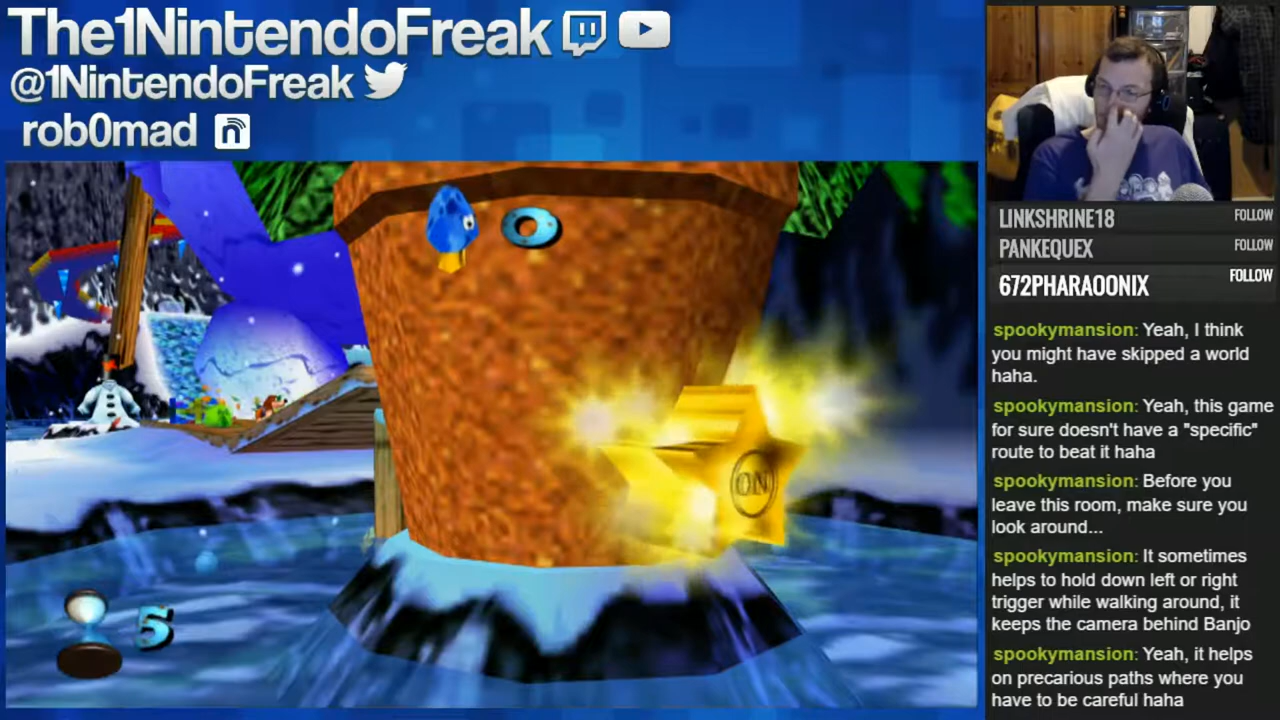 The1NintendoFreak
@1NintendoFreak
rob0mad
LINKSHRINE18 FOLLOW
PANKEQUEX FOLLOW
672PHARAOONIX FOLLOW
spookymansion: Yeah, I think
you might have skipped a world
haha.
spookymansion: Yeah, this game
for sure doesn't have a "specific"
route to beat it haha
spookymansion: Before you
leave this room, make sure you
look around...
spookymansion: It sometimes
helps to hold down left or right
trigger while walking around, it
keeps the camera behind Banjo
spookymansion: Yeah, it helps
on precarious paths where you
have to be careful haha
ON
5